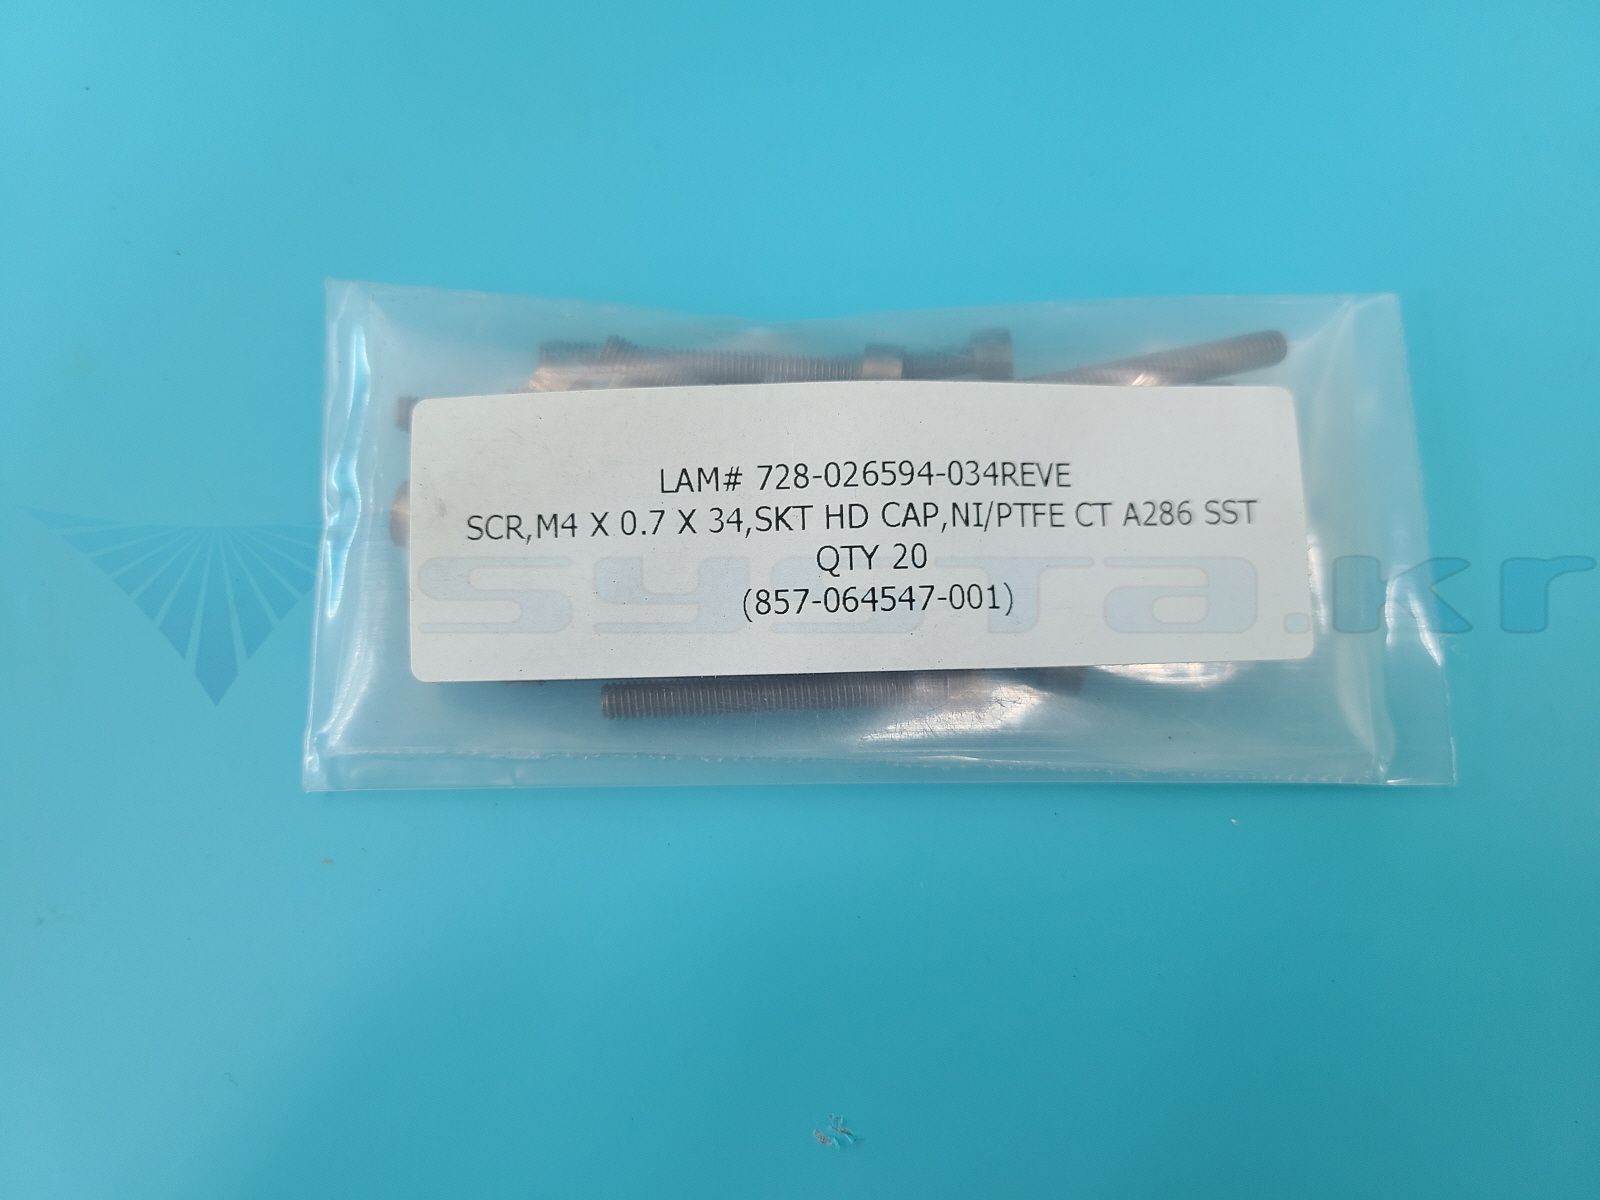 LAM# 728-026594-034REVE
SCR,M4 X 0.7 X 34,SKT HD CAP,NI/PTFE CT A286 SST
QTY 20
(857-064547-001)
systa.kr